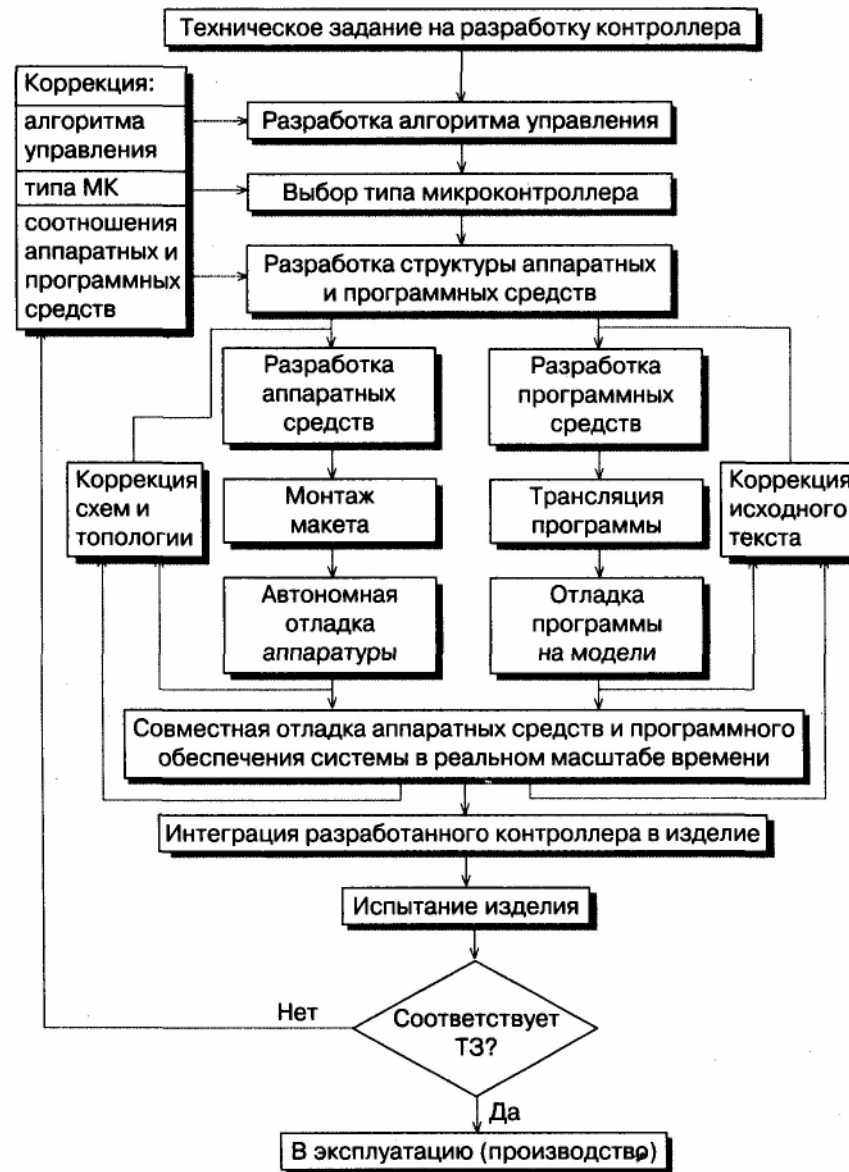 Техническое задание на разработку контроллера
Коррекция:
алгоритма
управления
типа МК
соотношения
аппаратных и
программных
средств
Разработка алгоритма управления
Выбор типа микроконтроллера
Разработка структуры аппаратных
и программных средств
Разработка
аппаратных
средств
Разработка
программных
средств
Коррекция
схем и
топологии
Монтаж
макета
Трансляция
программы
Коррекция
исходного
текста
Автономная
отладка
аппаратуры
Отладка
программы
на модели
Совместная отладка аппаратных средств и программного
обеспечения системы в реальном масштабе времени
Интеграция разработанного контроллера в изделие
Испытание изделия
Нет
Соответствует
ТЗ?
Да
В эксплуатацию (производство)